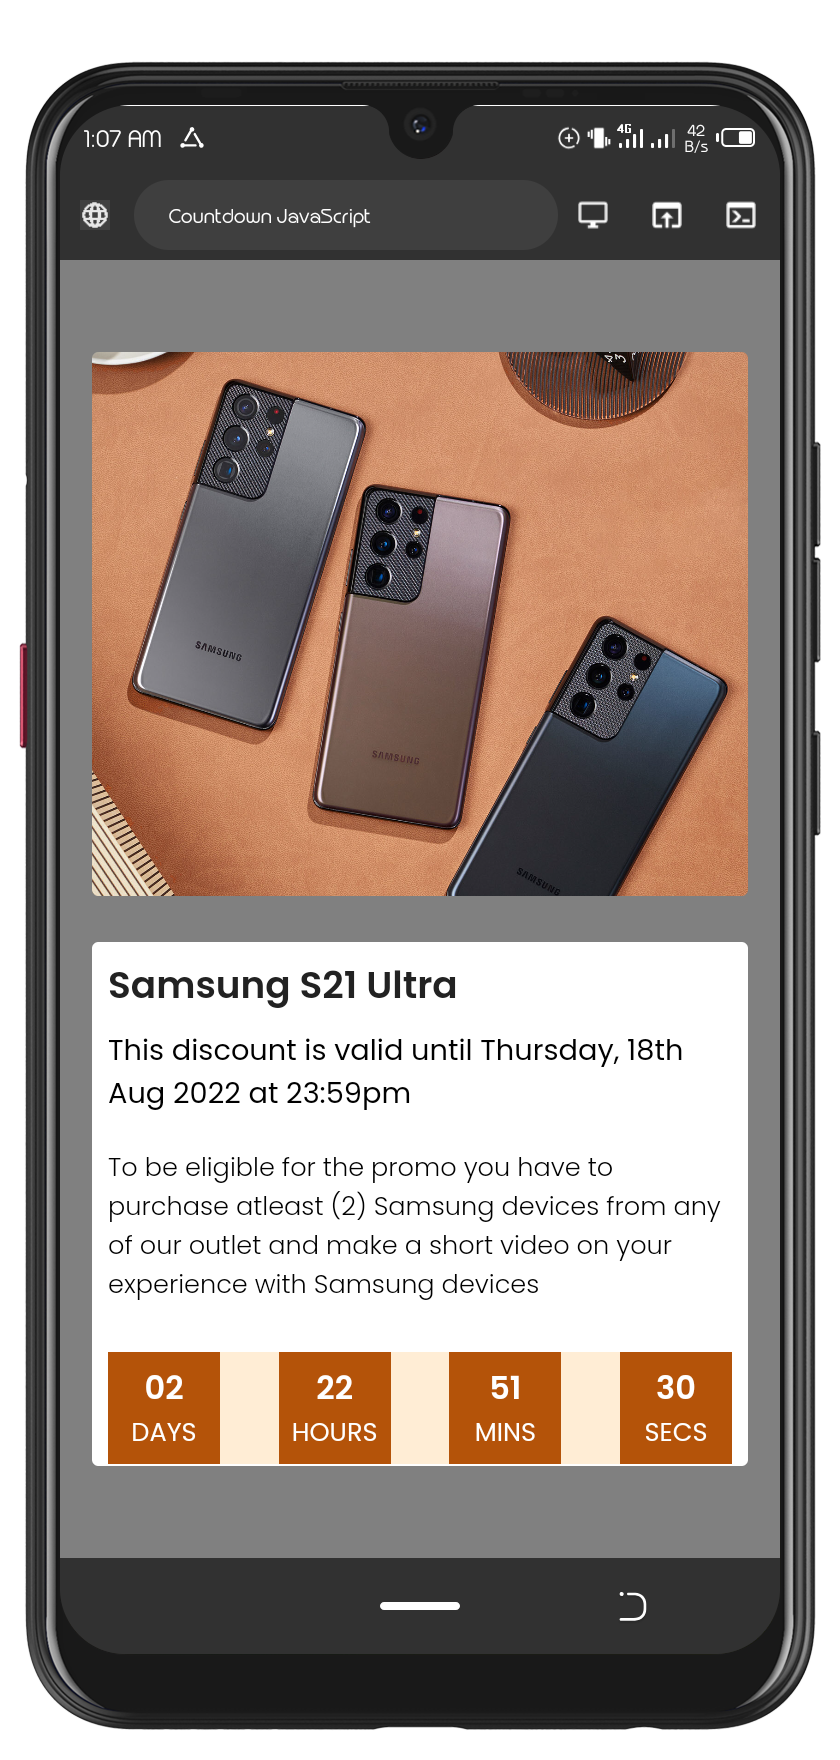 1:07 AM
4G
42
B/s
Countdown JavaScript
SAMSUNG
SAMSUNG
SAMSUNG
Samsung S21 Ultra
This discount is valid until Thursday, 18th
Aug 2022 at 23:59pm
To be eligible for the promo you have to
purchase atleast (2) Samsung devices from any
of our outlet and make a short video on your
experience with Samsung devices
02 22 51 30
DAYS HOURS MINS SECS